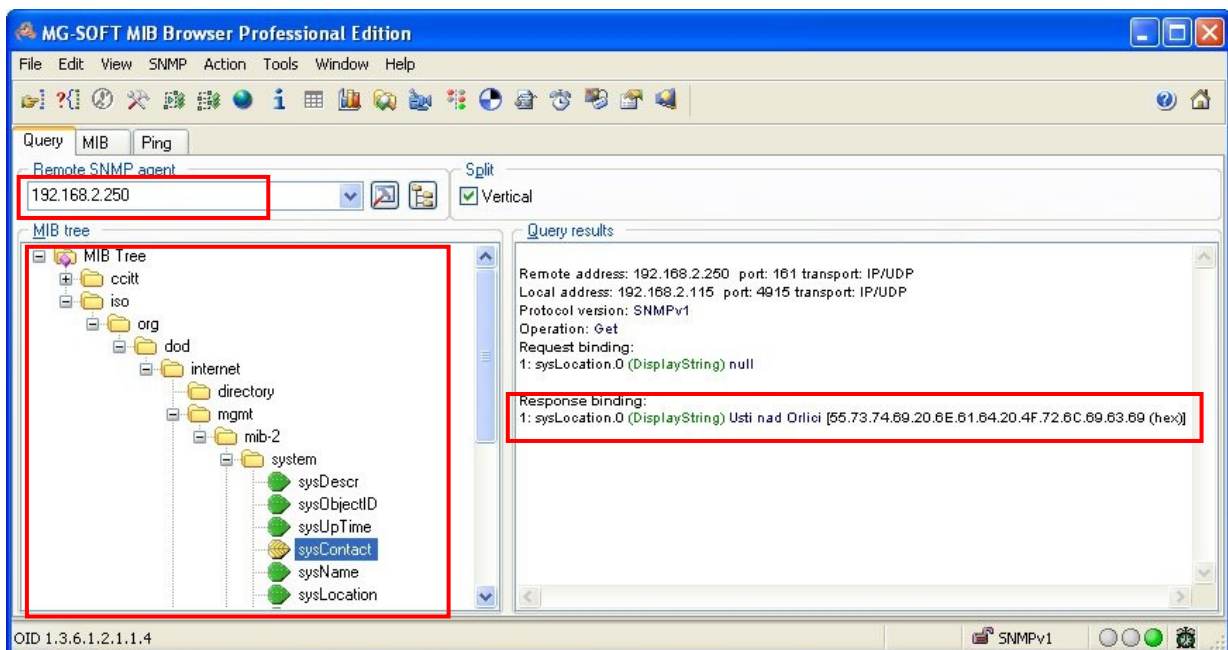 MG-SOFT MIB Browser Professional Edition
File Edit View SNMP Action Tools Window Help
Query MIB Ping
Remote SNMP agent
192.168.2.250
Split
Vertical
MIB tree
MIB Tree
ccitt
iso
org
dod
internet
directory
mgmt
mib-2
system
sysDescr
sysObjectID
sysUpTime
sysContact
sysName
sysLocation
Query results
Remote address: 192.168.2.250 port: 161 transport: IP/UDP
Local address: 192.168.2.115 port: 4915 transport: IP/UDP
Protocol version: SNMPv1
Operation: Get
Request binding:
1: sysLocation.0 (DisplayString) null
Response binding:
1: sysLocation.0 (DisplayString) Usti nad Orlici [55.73.74.69.20.6E.61.64.20.4F.72.6C.69.63.69 (hex)]
OID 1.3.6.1.2.1.1.4
SNMPv1